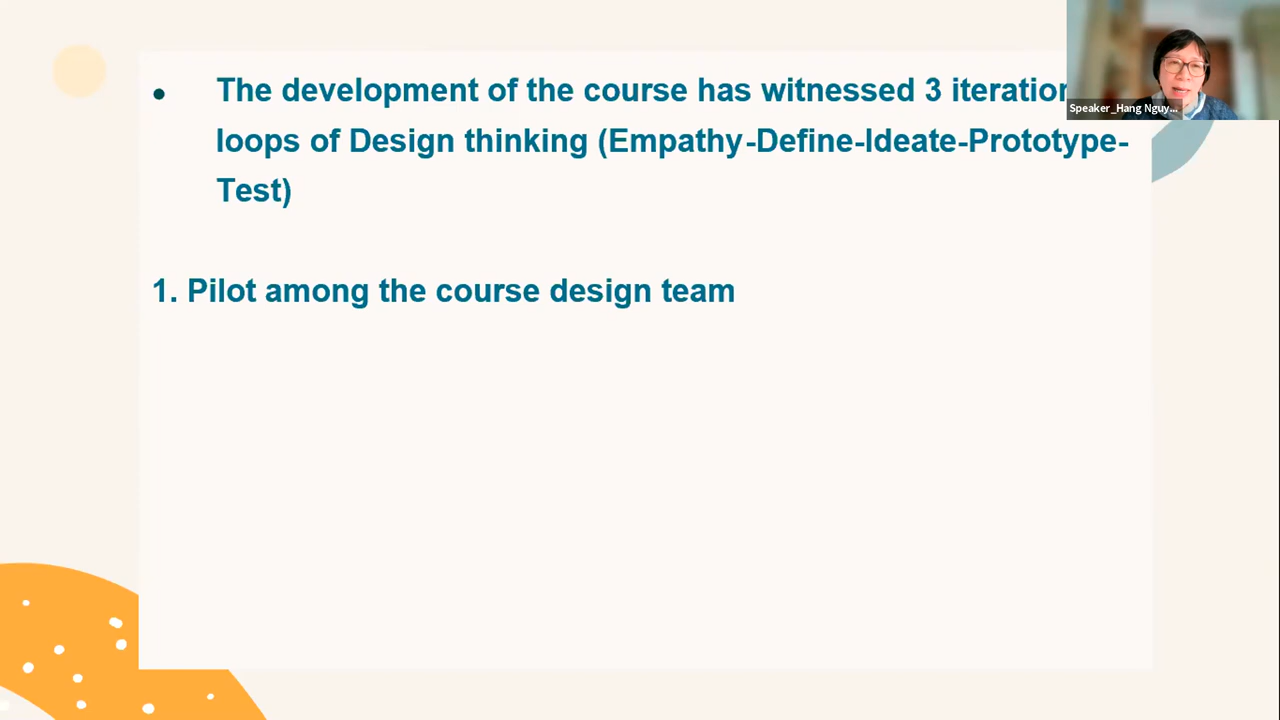 • The development of the course has witnessed 3 iteration
loops of Design thinking (Empathy-Define-Ideate-Prototype-
Test)
1. Pilot among the course design team
Speaker_Hang Nguy...